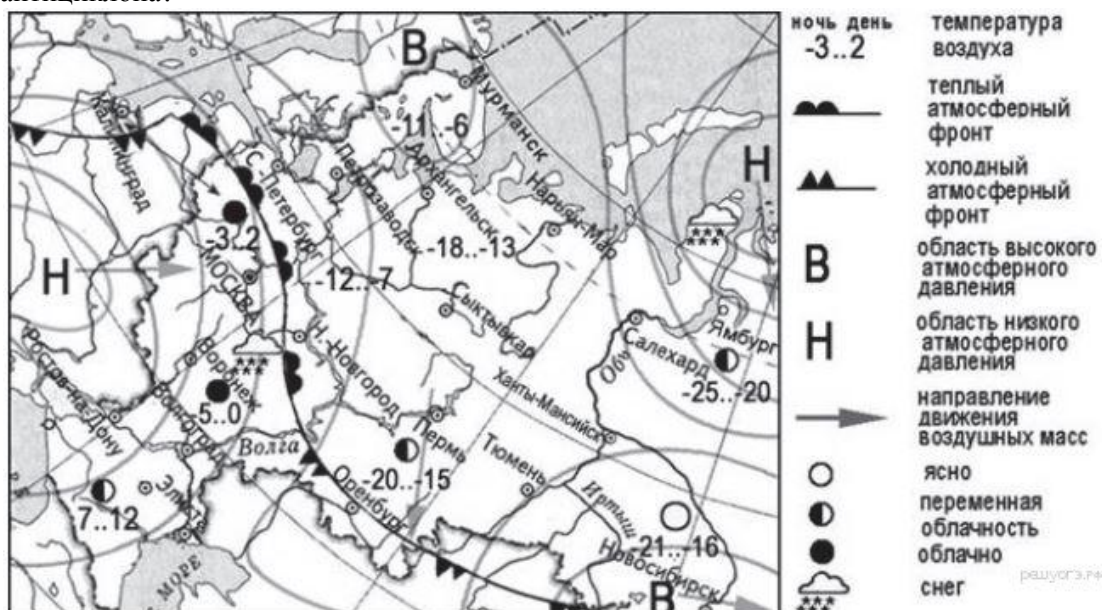 антициклона?
В
Мурманск
Калининград
-11..-6
С.-Петербург
Петрозаводск
Архангельск
Нарьян-Мар
Н
-3..2
-18..-13
Н
МОСКВА
-12..-7
Сыктывкар
Ямбург
Салехард
Обь
-25..-20
Ростов-на-Дону
Воронеж
Н.-Новгород
Ханты-Мансийск
5..0
Волгоград
Волга
Пермь
Тюмень
-20..-15
Оренбург
Иртыш
7..12
Элиста
-21..-16
Новосибирск
МОРЕ
В
ночь день
-3..2
температура
воздуха
теплый
атмосферный
фронт
холодный
атмосферный
фронт
В
область высокого
атмосферного
давления
Н
область низкого
атмосферного
давления
направление
движения
воздушных масс
ясно
переменная
облачность
облачно
снег
решуогэ.рф